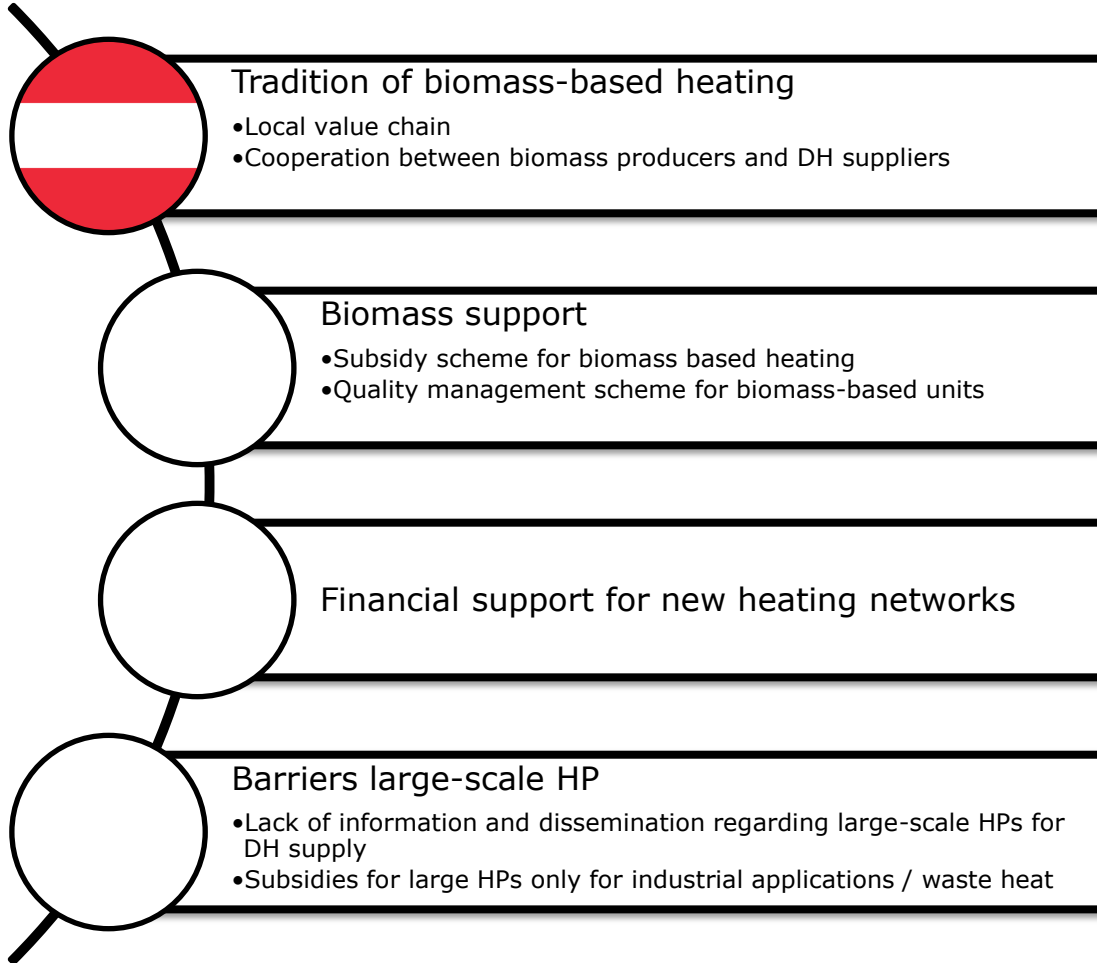 Tradition of biomass-based heating
•Local value chain
•Cooperation between biomass producers and DH suppliers
Biomass support
•Subsidy scheme for biomass based heating
•Quality management scheme for biomass-based units
Financial support for new heating networks
Barriers large-scale HP
•Lack of information and dissemination regarding large-scale HPs for
DH supply
•Subsidies for large HPs only for industrial applications / waste heat